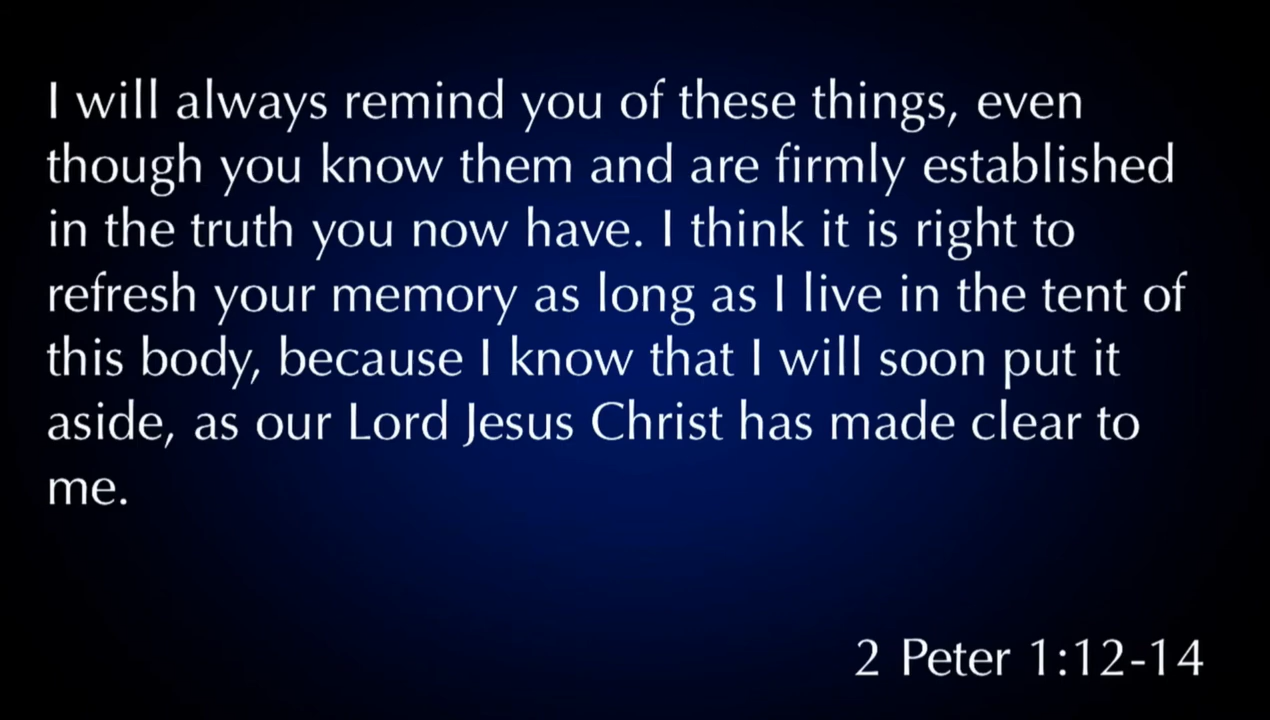 I will always remind you of these things, even
though you know them and are firmly established
in the truth you now have. I think it is right to
refresh your memory as long as I live in the tent of
this body, because I know that I will soon put it
aside, as our Lord Jesus Christ has made clear to
me.
2 Peter 1:12-14